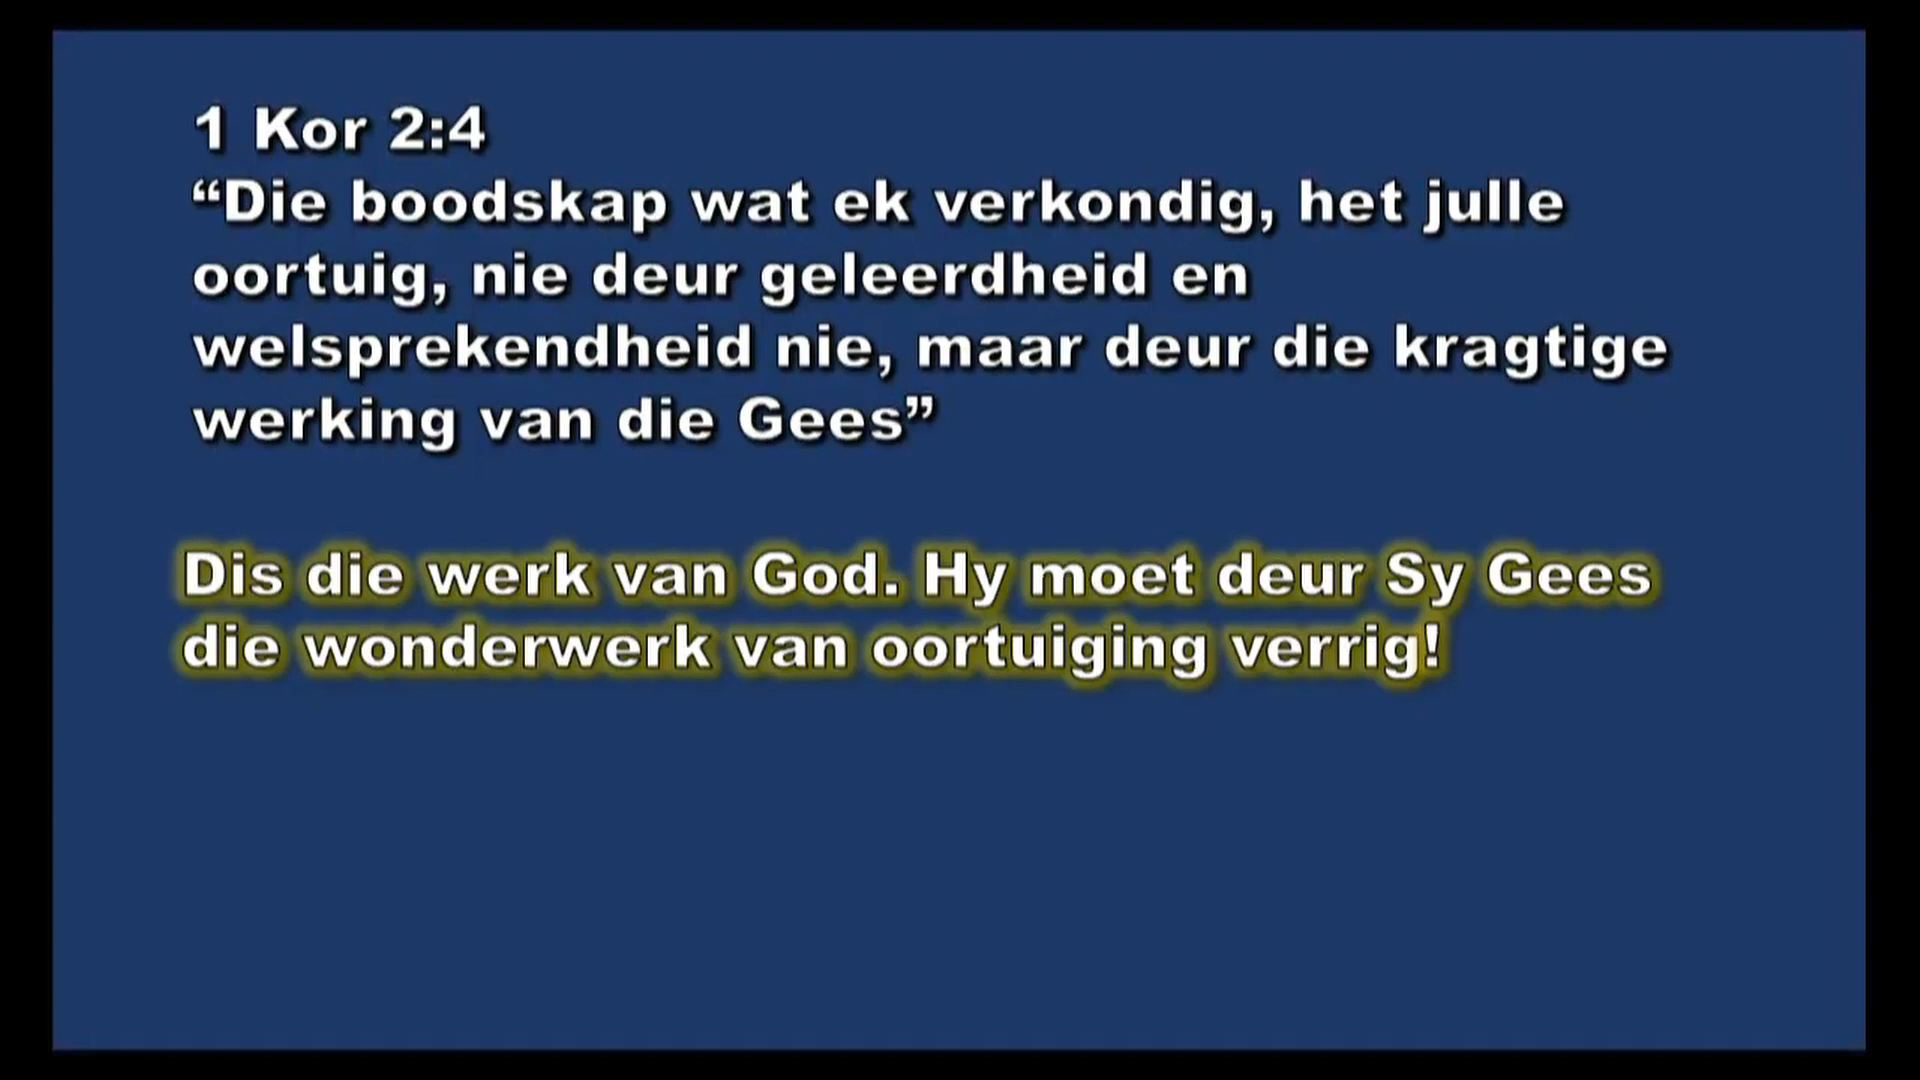 1 Kor 2:4
“Die boodskap wat ek verkondig, het julle
oortuig, nie deur geleerdheid en
welsprekendheid nie, maar deur die kragtige
werking van die Gees”
Dis die werk van God. Hy moet deur Sy Gees
die wonderwerk van oortuiging verrig!